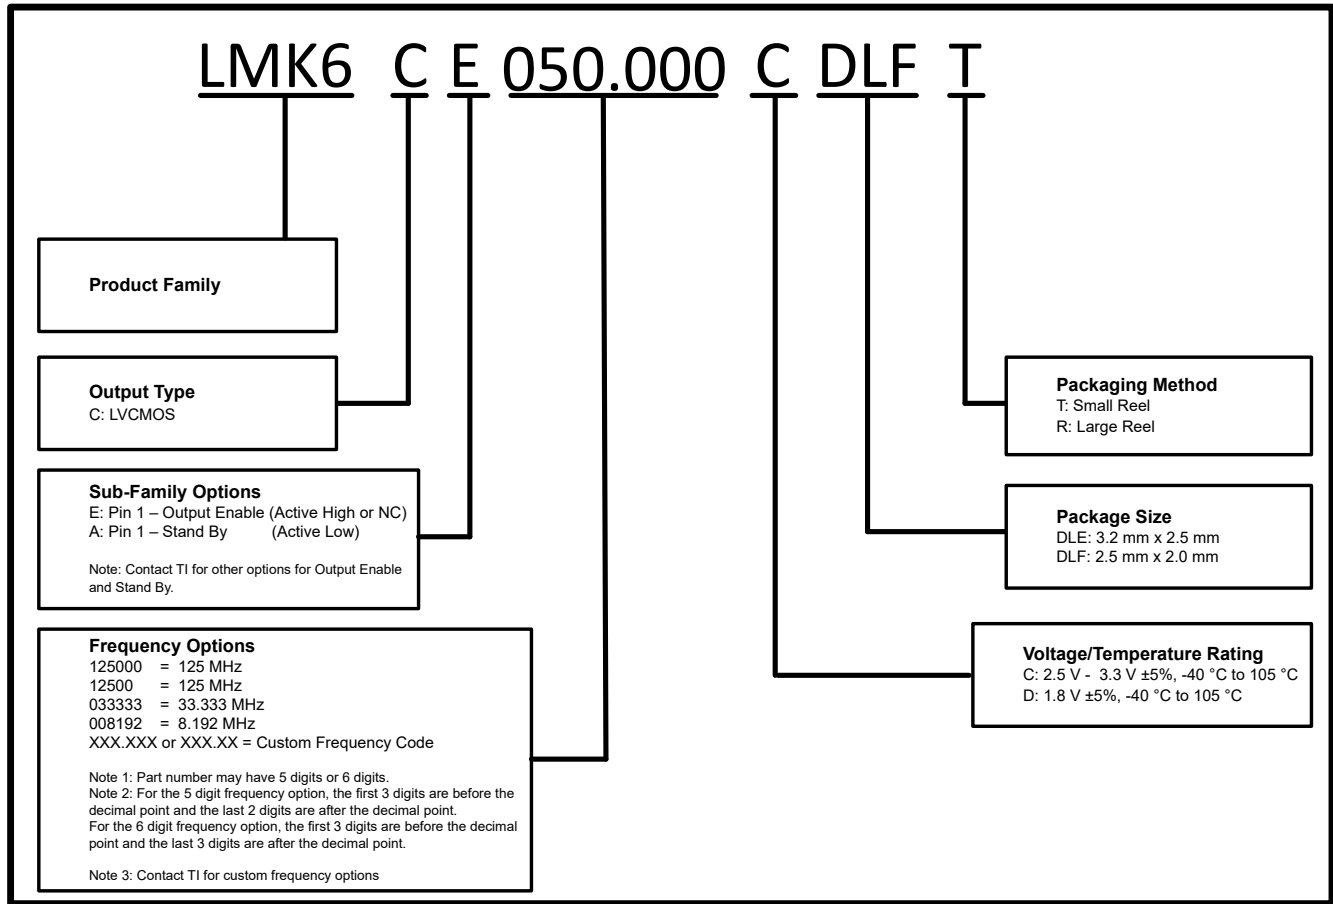 LMK6 C E 050.000 C DLF T
Product Family
Output Type
C: LVCMOS
Sub-Family Options
E: Pin 1 – Output Enable (Active High or NC)
A: Pin 1 – Stand By (Active Low)
Note: Contact TI for other options for Output Enable
and Stand By.
Frequency Options
125000 = 125 MHz
12500 = 125 MHz
033333 = 33.333 MHz
008192 = 8.192 MHz
XXX.XXX or XXX.XX = Custom Frequency Code
Note 1: Part number may have 5 digits or 6 digits.
Note 2: For the 5 digit frequency option, the first 3 digits are before the
decimal point and the last 2 digits are after the decimal point.
For the 6 digit frequency option, the first 3 digits are before the decimal
point and the last 3 digits are after the decimal point.
Note 3: Contact TI for custom frequency options
Packaging Method
T: Small Reel
R: Large Reel
Package Size
DLE: 3.2 mm x 2.5 mm
DLF: 2.5 mm x 2.0 mm
Voltage/Temperature Rating
C: 2.5 V - 3.3 V ±5%, -40 °C to 105 °C
D: 1.8 V ±5%, -40 °C to 105 °C